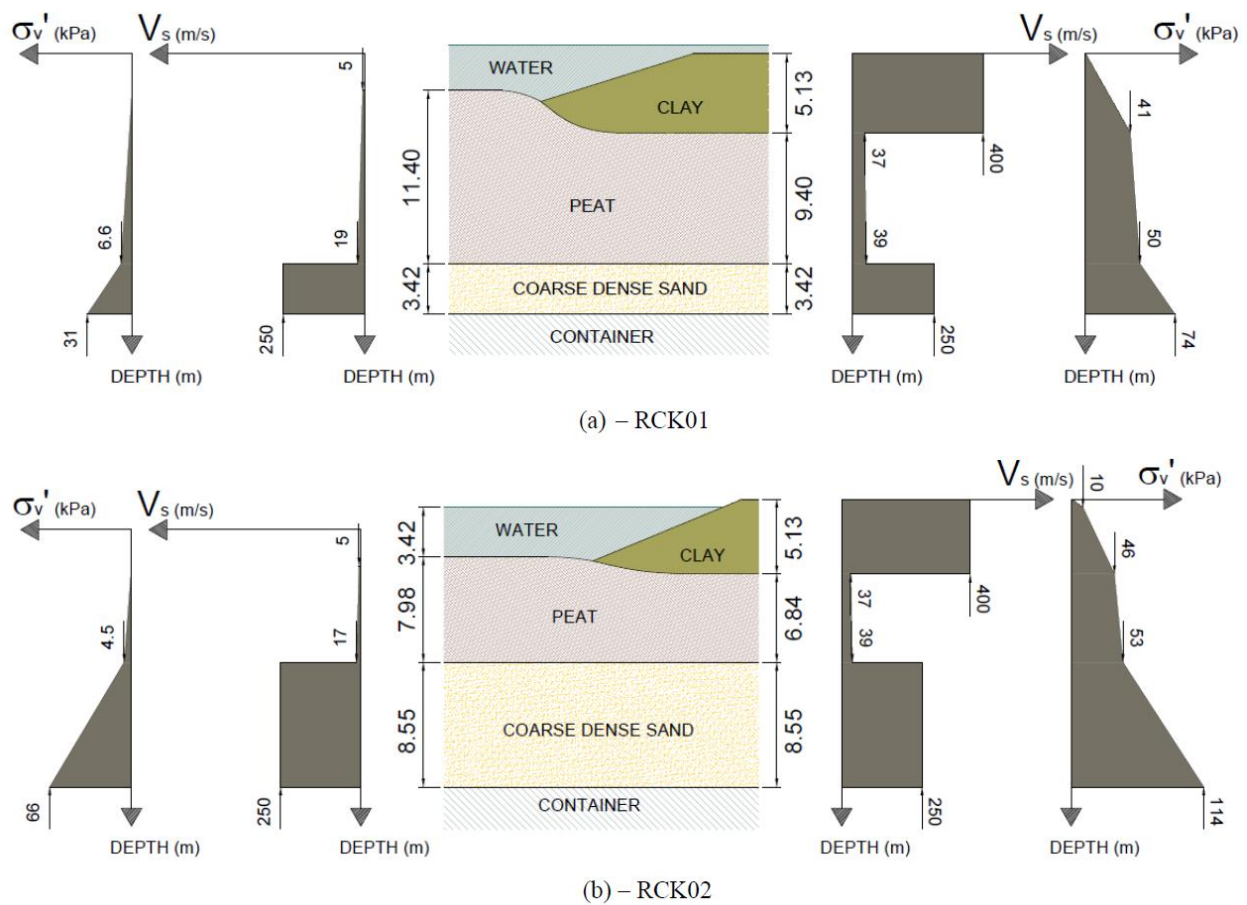 σv' (kPa)
Vs (m/s)
5
6.6
19
31
250
DEPTH (m)
DEPTH (m)
WATER
CLAY
PEAT
COARSE DENSE SAND
CONTAINER
11.40
3.42
5.13
9.40
3.42
Vs (m/s)
σv' (kPa)
400
37
39
250
41
50
74
DEPTH (m)
DEPTH (m)
(a) – RCK01
σv' (kPa)
Vs (m/s)
5
4.5
17
66
250
DEPTH (m)
DEPTH (m)
WATER
CLAY
PEAT
COARSE DENSE SAND
CONTAINER
3.42
7.98
8.55
5.13
6.84
8.55
Vs (m/s)
σv' (kPa)
10
400
37
39
250
46
53
114
DEPTH (m)
DEPTH (m)
(b) – RCK02